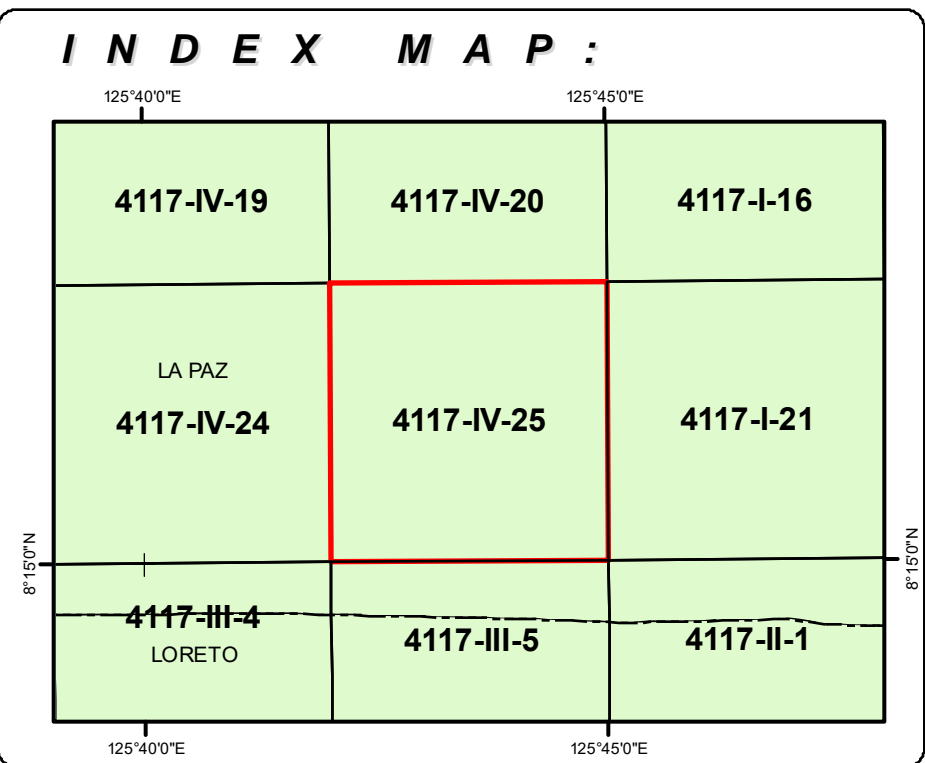 INDEX MAP:
125°40'0"E 125°45'0"E
4117-IV-19 4117-IV-20 4117-I-16
LA PAZ
4117-IV-24 4117-IV-25 4117-I-21
8°15'0"N 8°15'0"N
4117-III-4 4117-III-5 4117-II-1
LORETO
125°40'0"E 125°45'0"E